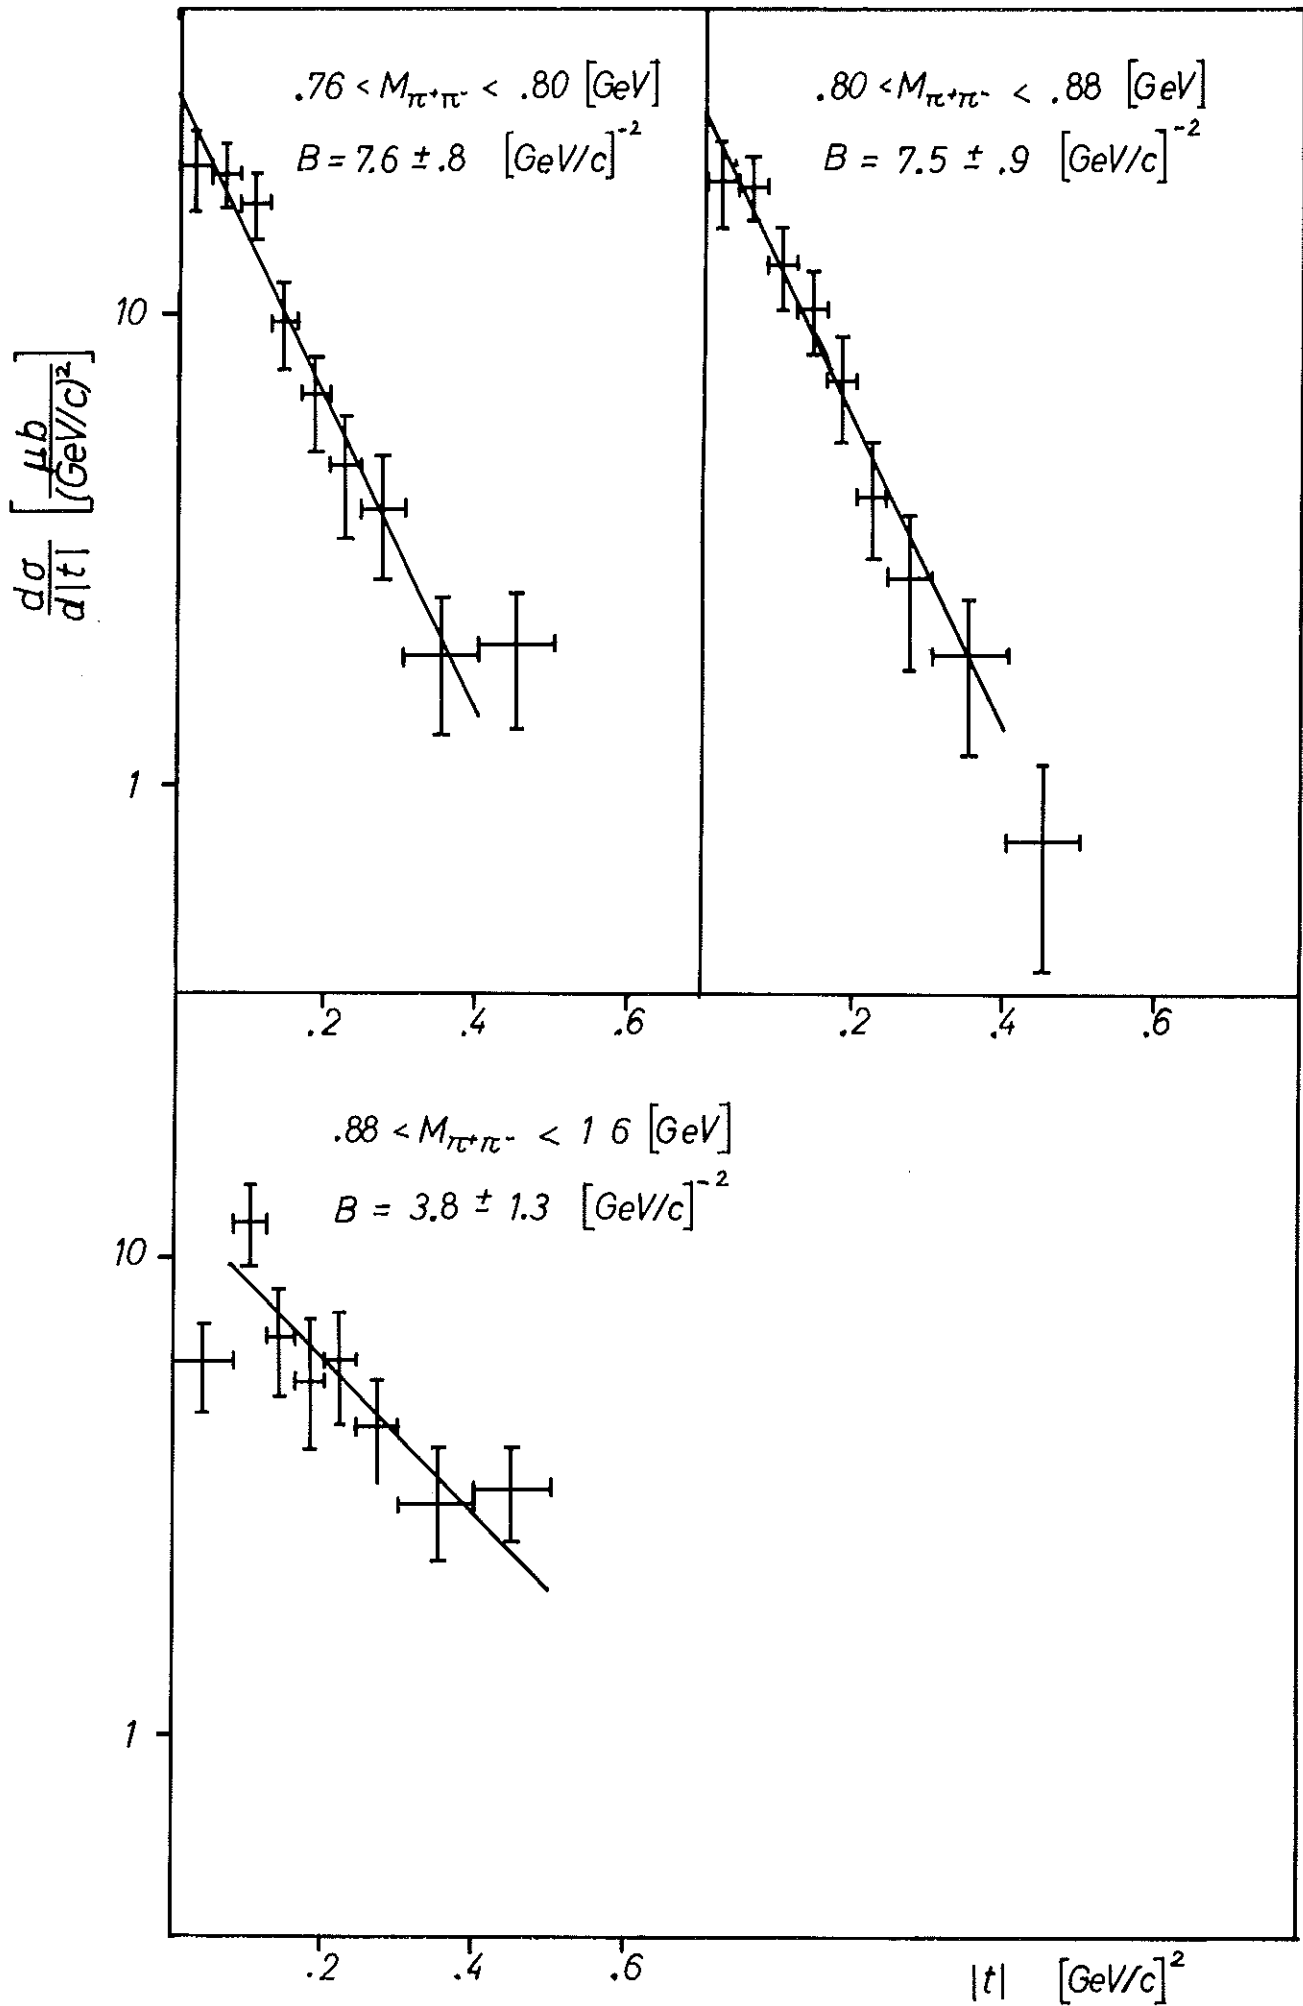 .76 < Mπ⁺π⁻ < .80 [GeV]
B = 7.6 ± .8 [GeV/c]⁻²
.80 < Mπ⁺π⁻ < .88 [GeV]
B = 7.5 ± .9 [GeV/c]⁻²
10
1
dσ/d|t| [μb/(GeV/c)²]
.2 .4 .6
.2 .4 .6
.88 < Mπ⁺π⁻ < 1 6 [GeV]
B = 3.8 ± 1.3 [GeV/c]⁻²
10
1
.2 .4 .6
|t| [GeV/c]²